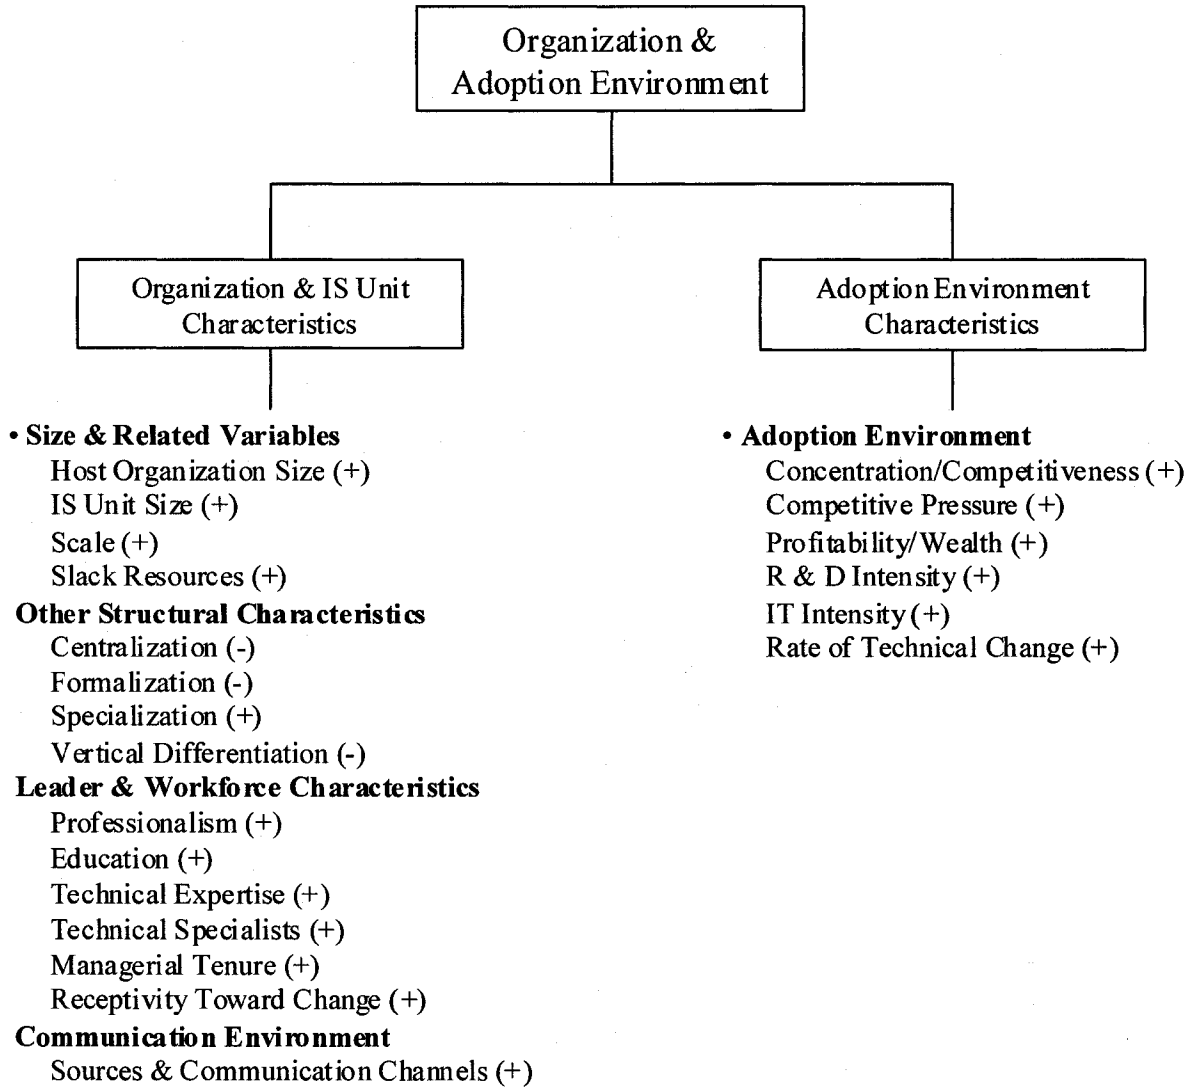 Organization &
Adoption Environment
Organization & IS Unit
Characteristics
Adoption Environment
Characteristics
• Size & Related Variables
Host Organization Size (+)
IS Unit Size (+)
Scale (+)
Slack Resources (+)
Other Structural Characteristics
Centralization (-)
Formalization (-)
Specialization (+)
Vertical Differentiation (-)
Leader & Workforce Characteristics
Professionalism (+)
Education (+)
Technical Expertise (+)
Technical Specialists (+)
Managerial Tenure (+)
Receptivity Toward Change (+)
Communication Environment
Sources & Communication Channels (+)
• Adoption Environment
Concentration/Competitiveness (+)
Competitive Pressure (+)
Profitability/Wealth (+)
R & D Intensity (+)
IT Intensity (+)
Rate of Technical Change (+)